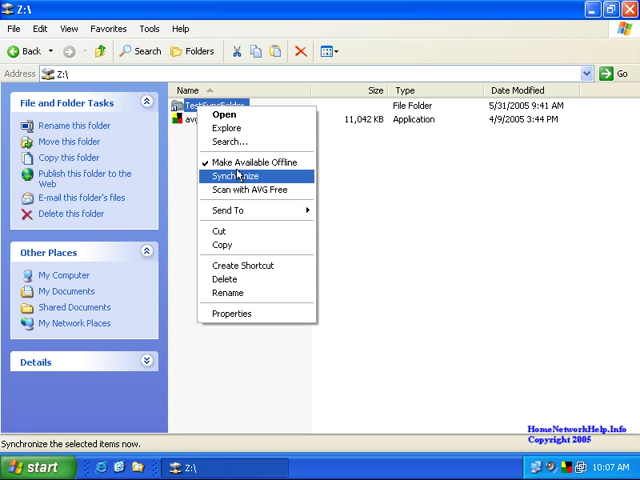 Z:\
File Edit View Favorites Tools Help
Back Search Folders
Address Z:\ Go
Name Size Type Date Modified
File and Folder Tasks
Rename this folder
Move this folder
Copy this folder
Publish this folder to the
Web
E-mail this folder's files
Delete this folder
Other Places
My Computer
My Documents
Shared Documents
My Network Places
Details
TestSyncFolder File Folder 5/31/2005 9:41 AM
avg 11,042 KB Application 4/9/2005 3:44 PM
Open
Explore
Search...
Make Available Offline
Synchronize
Scan with AVG Free
Send To
Cut
Copy
Create Shortcut
Delete
Rename
Properties
HomeNetworkHelp.Info
Copyright 2005
Synchronize the selected items now.
start Z:\ 10:07 AM